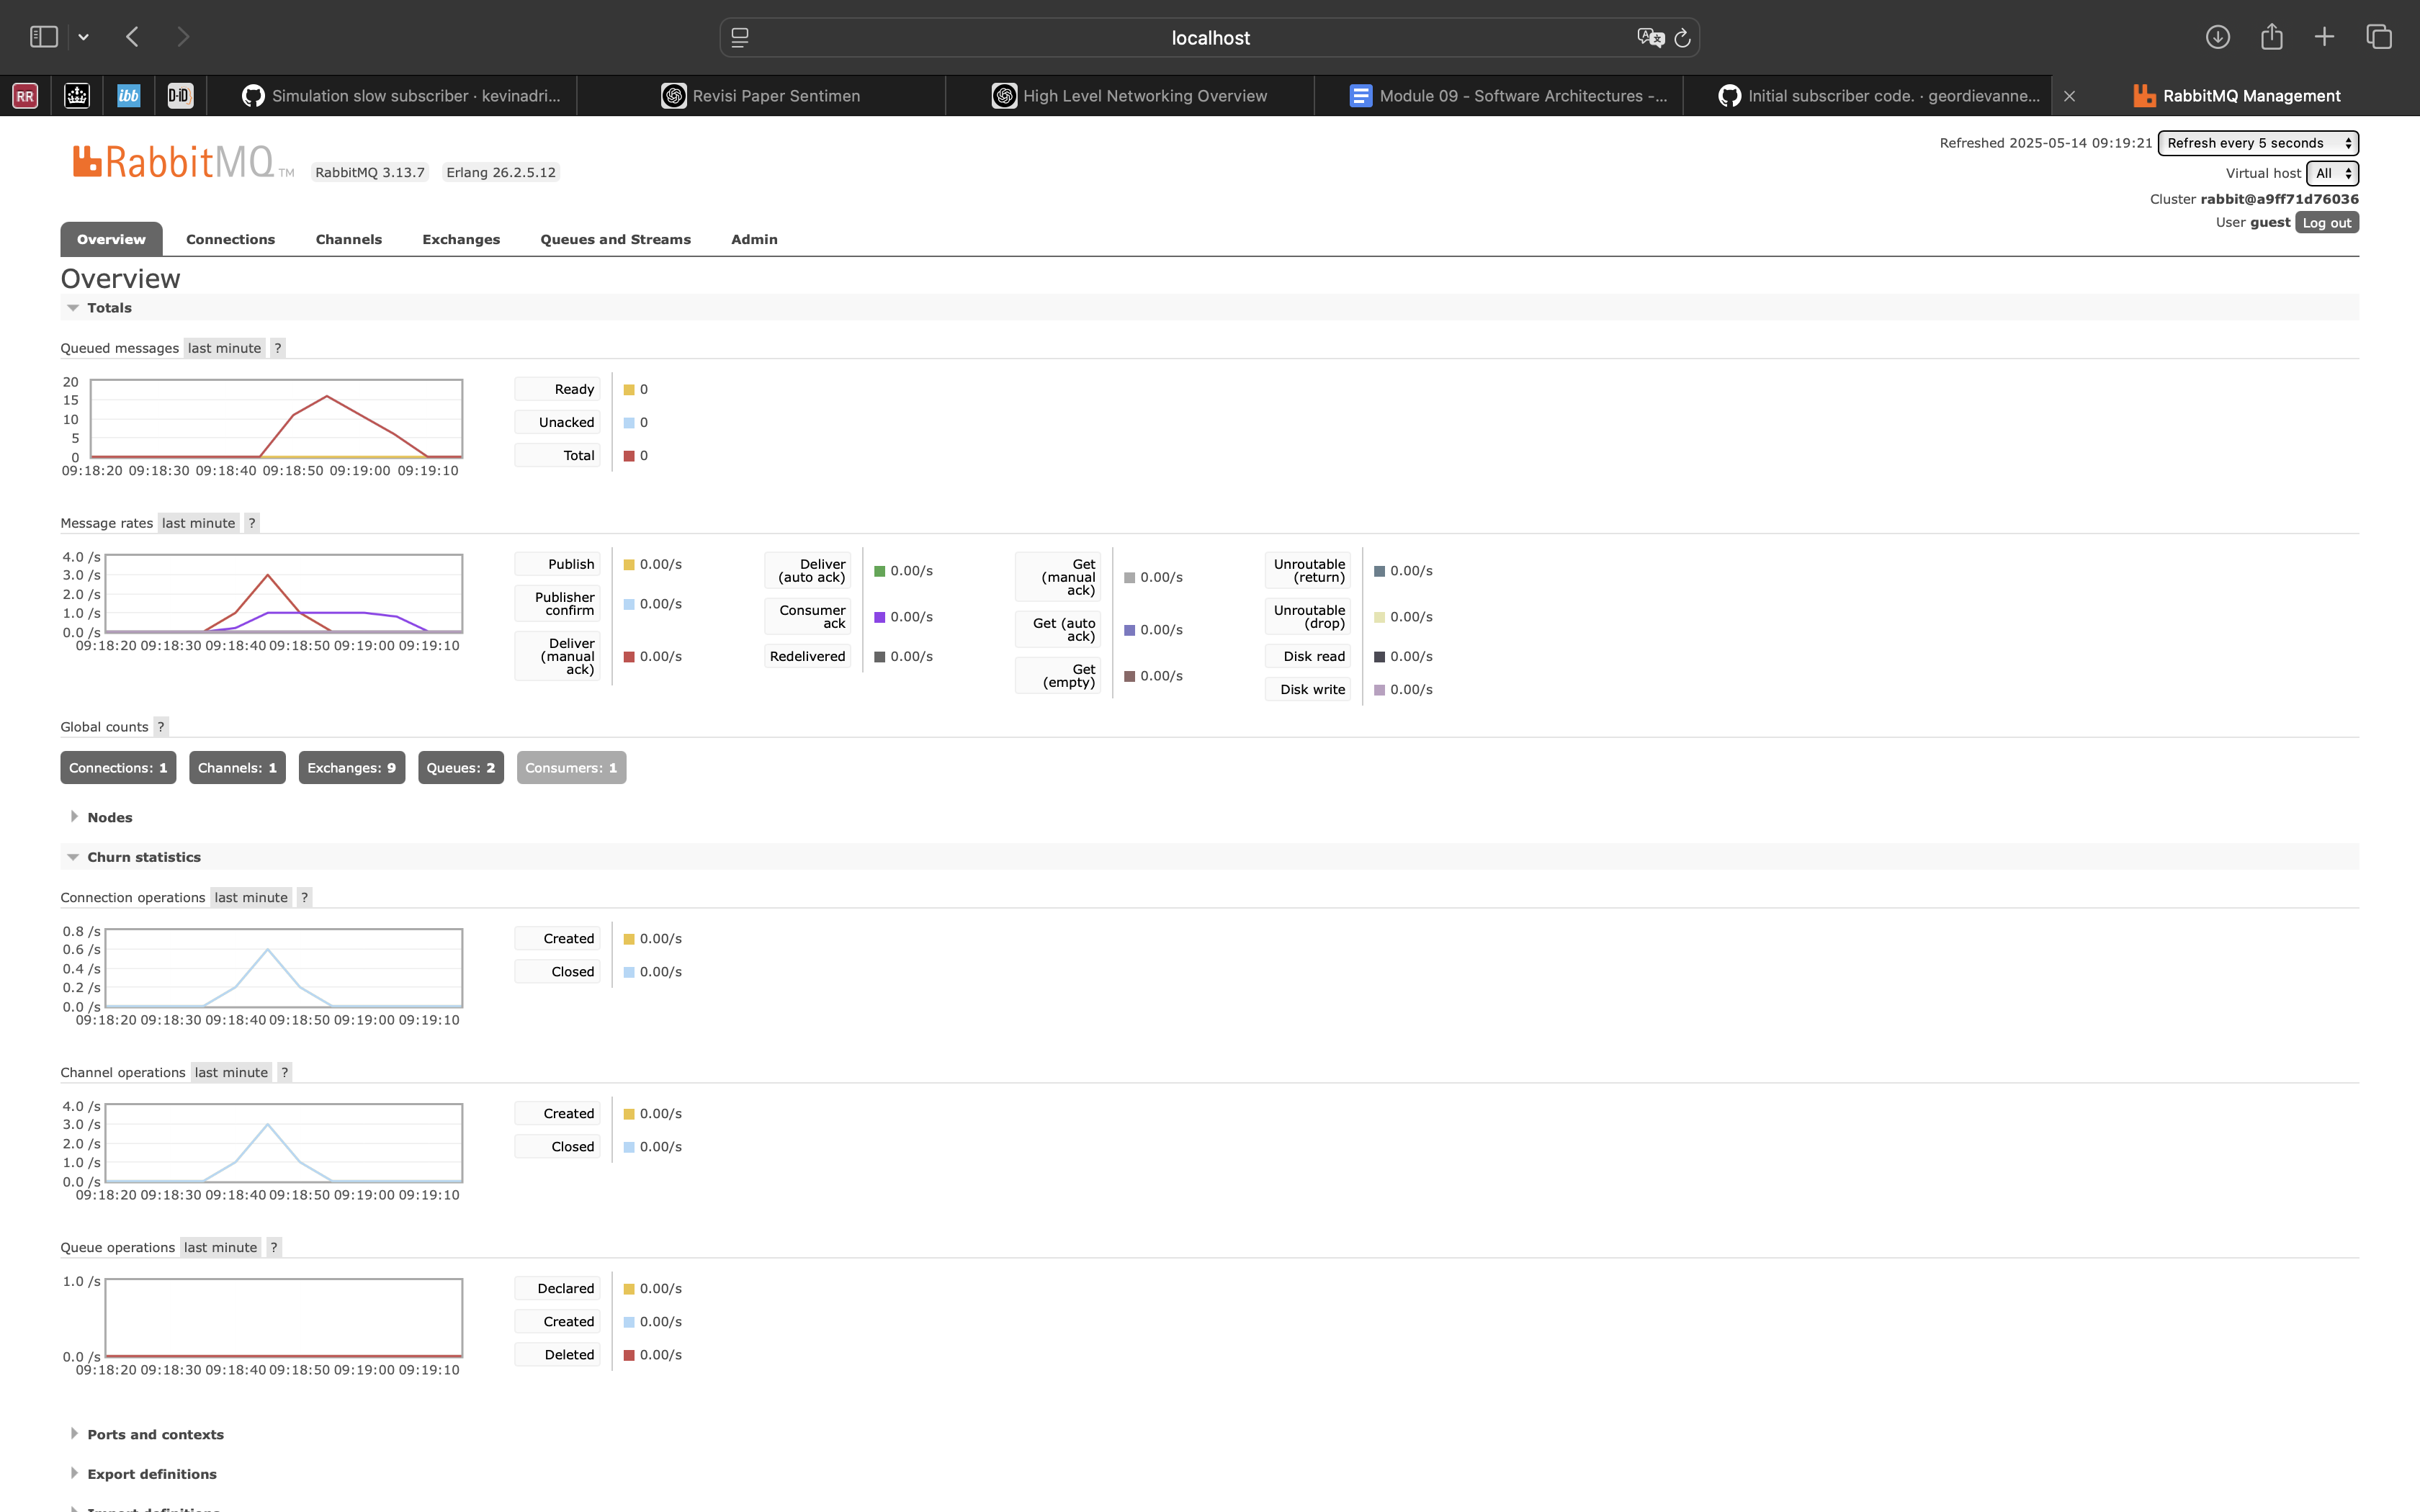 localhost
RR
ibb
D-iD
Simulation slow subscriber · kevinadri...
Revisi Paper Sentimen
High Level Networking Overview
Module 09 - Software Architectures -...
Initial subscriber code. · geordievanne...
RabbitMQ Management
RabbitMQ TM
RabbitMQ 3.13.7
Erlang 26.2.5.12
Refreshed 2025-05-14 09:19:21
Refresh every 5 seconds
Virtual host All
Cluster rabbit@a9ff71d76036
User guest Log out
Overview
Connections
Channels
Exchanges
Queues and Streams
Admin
Overview
Totals
Queued messages last minute ?
20
15
10
5
0
09:18:20 09:18:30 09:18:40 09:18:50 09:19:00 09:19:10
Ready 0
Unacked 0
Total 0
Message rates last minute ?
4.0 /s
3.0 /s
2.0 /s
1.0 /s
0.0 /s
09:18:20 09:18:30 09:18:40 09:18:50 09:19:00 09:19:10
Publish 0.00/s
Publisher
confirm 0.00/s
Deliver
(manual
ack) 0.00/s
Deliver
(auto ack) 0.00/s
Consumer
ack 0.00/s
Redelivered 0.00/s
Get
(manual
ack) 0.00/s
Get (auto
ack) 0.00/s
Get
(empty) 0.00/s
Unroutable
(return) 0.00/s
Unroutable
(drop) 0.00/s
Disk read 0.00/s
Disk write 0.00/s
Global counts ?
Connections: 1
Channels: 1
Exchanges: 9
Queues: 2
Consumers: 1
Nodes
Churn statistics
Connection operations last minute ?
0.8 /s
0.6 /s
0.4 /s
0.2 /s
0.0 /s
09:18:20 09:18:30 09:18:40 09:18:50 09:19:00 09:19:10
Created 0.00/s
Closed 0.00/s
Channel operations last minute ?
4.0 /s
3.0 /s
2.0 /s
1.0 /s
0.0 /s
09:18:20 09:18:30 09:18:40 09:18:50 09:19:00 09:19:10
Created 0.00/s
Closed 0.00/s
Queue operations last minute ?
1.0 /s
0.0 /s
09:18:20 09:18:30 09:18:40 09:18:50 09:19:00 09:19:10
Declared 0.00/s
Created 0.00/s
Deleted 0.00/s
Ports and contexts
Export definitions
Import definitions